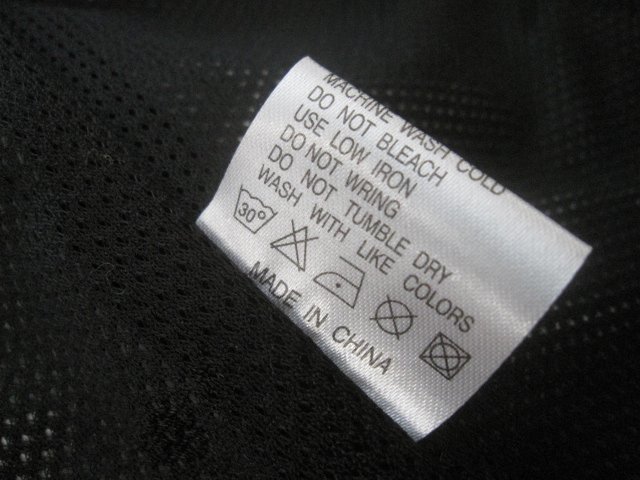 MACHINE WASH COLD
DO NOT BLEACH
USE LOW IRON
DO NOT WRING
DO NOT TUMBLE DRY
WASH WITH LIKE COLORS
30°
MADE IN CHINA